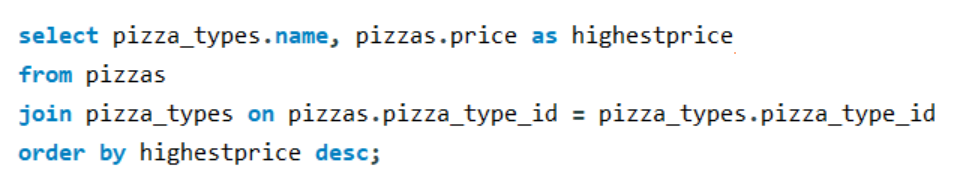 select pizza_types.name, pizzas.price as highestprice
from pizzas
join pizza_types on pizzas.pizza_type_id = pizza_types.pizza_type_id
order by highestprice desc;